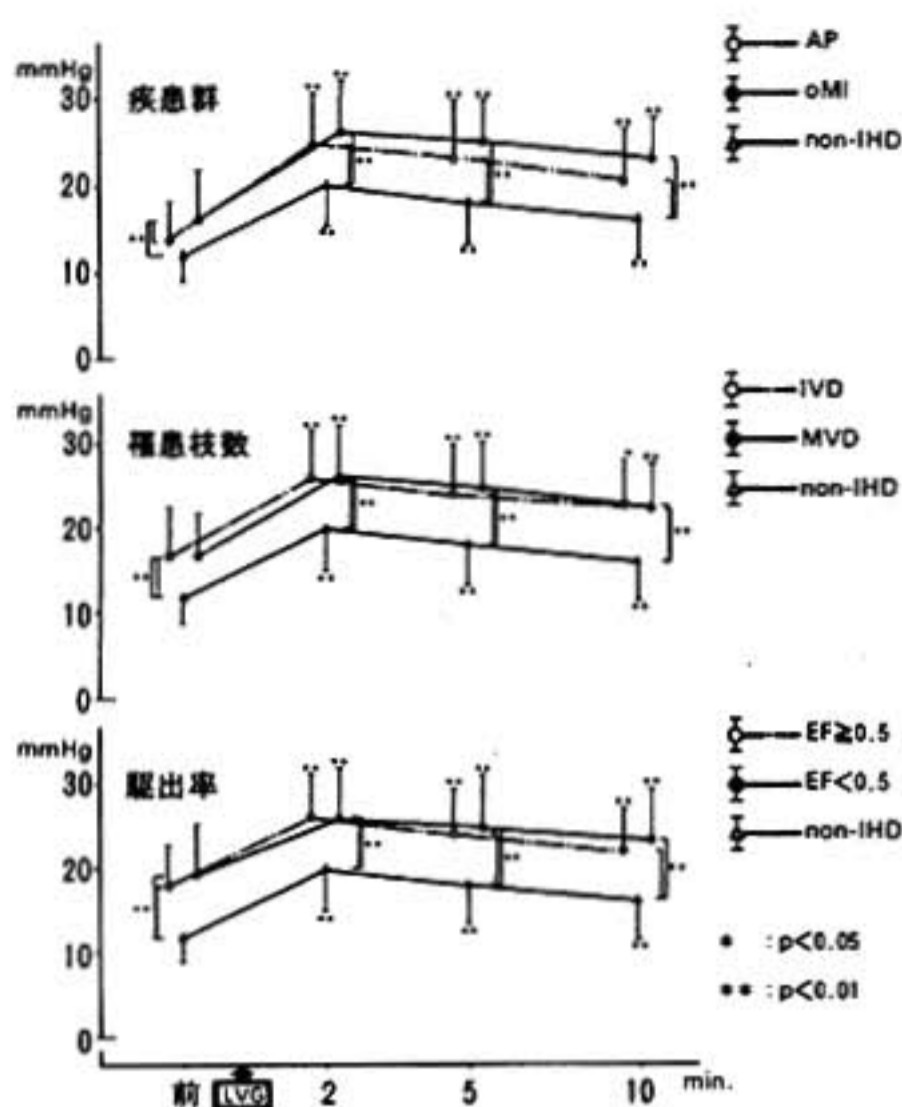 mmHg
疾患群
30
20
10
0
AP
oMI
non-IHD
mmHg
罹患枝数
30
20
10
0
IVD
MVD
non-IHD
mmHg
駆出率
30
20
10
0
EF≧0.5
EF<0.5
non-IHD
* : p<0.05
** : p<0.01
前 LVG 2 5 10 min.